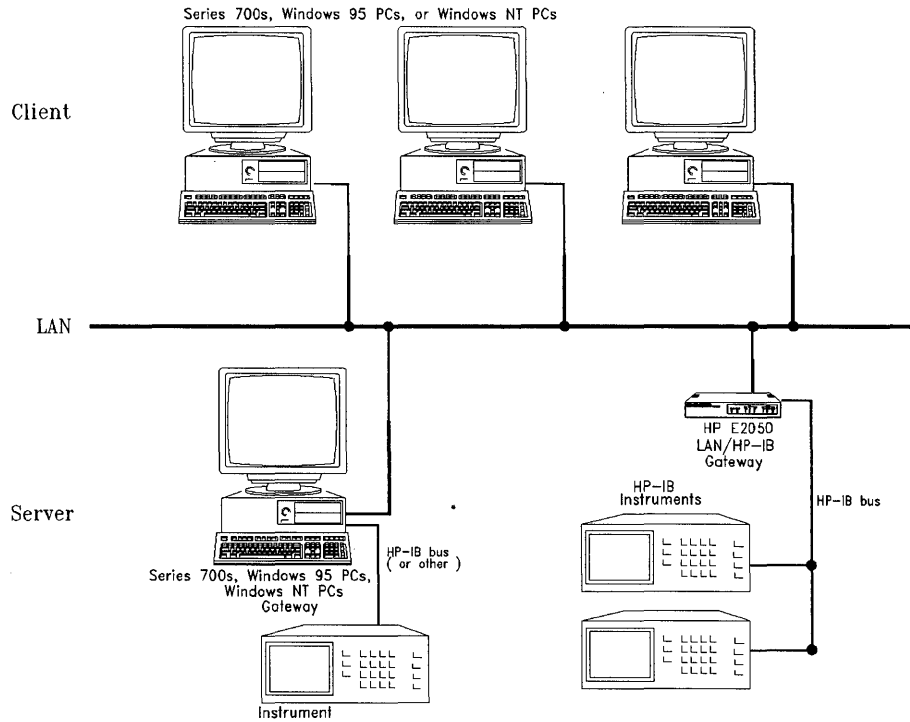 Series 700s, Windows 95 PCs, or Windows NT PCs
Client
LAN
HP E2050
LAN/HP-IB
Gateway
HP-IB
Instruments
HP-IB bus
Server
HP-IB bus
( or other )
Series 700s, Windows 95 PCs,
Windows NT PCs
Gateway
Instrument